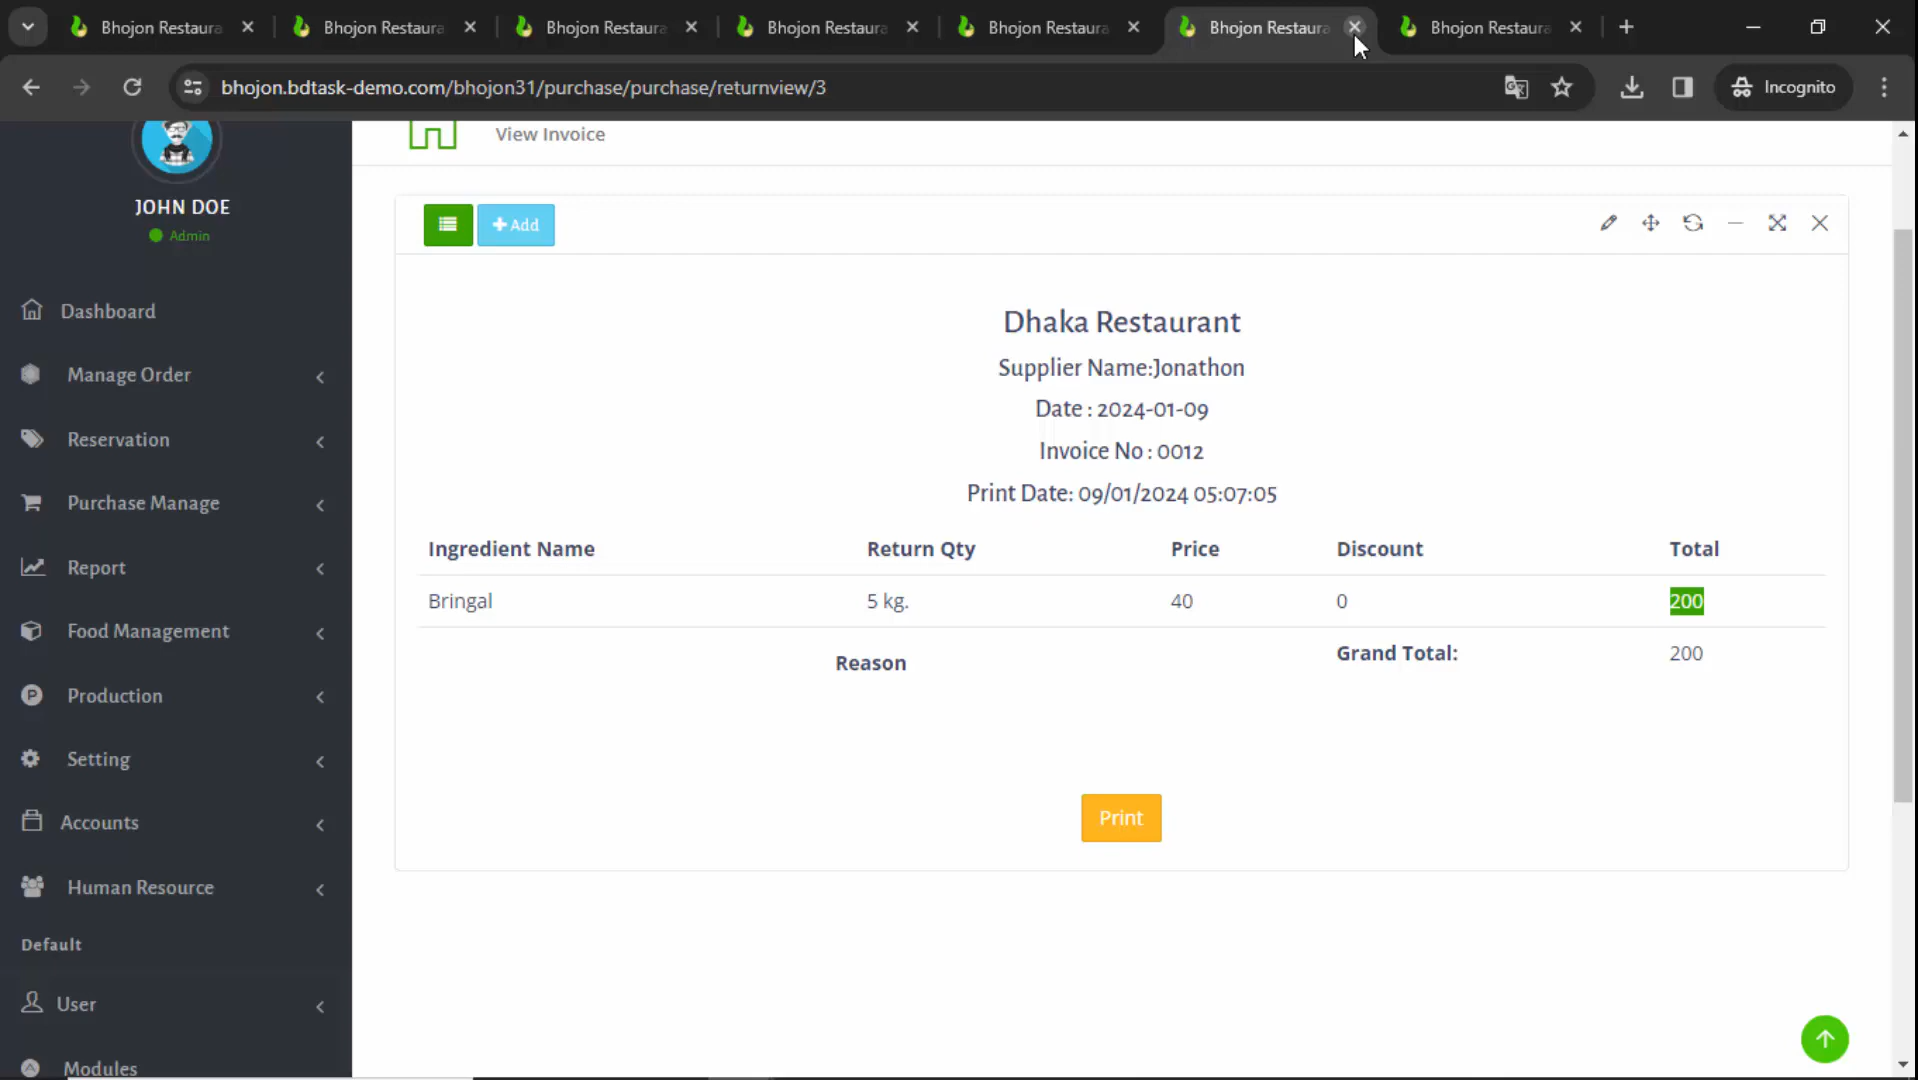 Bhojon Restaura Bhojon Restaura Bhojon Restaura Bhojon Restaura Bhojon Restaura Bhojon Restaura Bhojon Restaura
bhojon.bdtask-demo.com/bhojon31/purchase/purchase/returnview/3
Incognito
View Invoice
JOHN DOE
Admin
Dashboard
Manage Order
Reservation
Purchase Manage
Report
Food Management
Production
Setting
Accounts
Human Resource
Default
User
Modules
Add
Dhaka Restaurant
Supplier Name:Jonathon
Date : 2024-01-09
Invoice No : 0012
Print Date: 09/01/2024 05:07:05
Ingredient Name Return Qty Price Discount Total
Bringal 5 kg. 40 0 200
Reason Grand Total: 200
Print